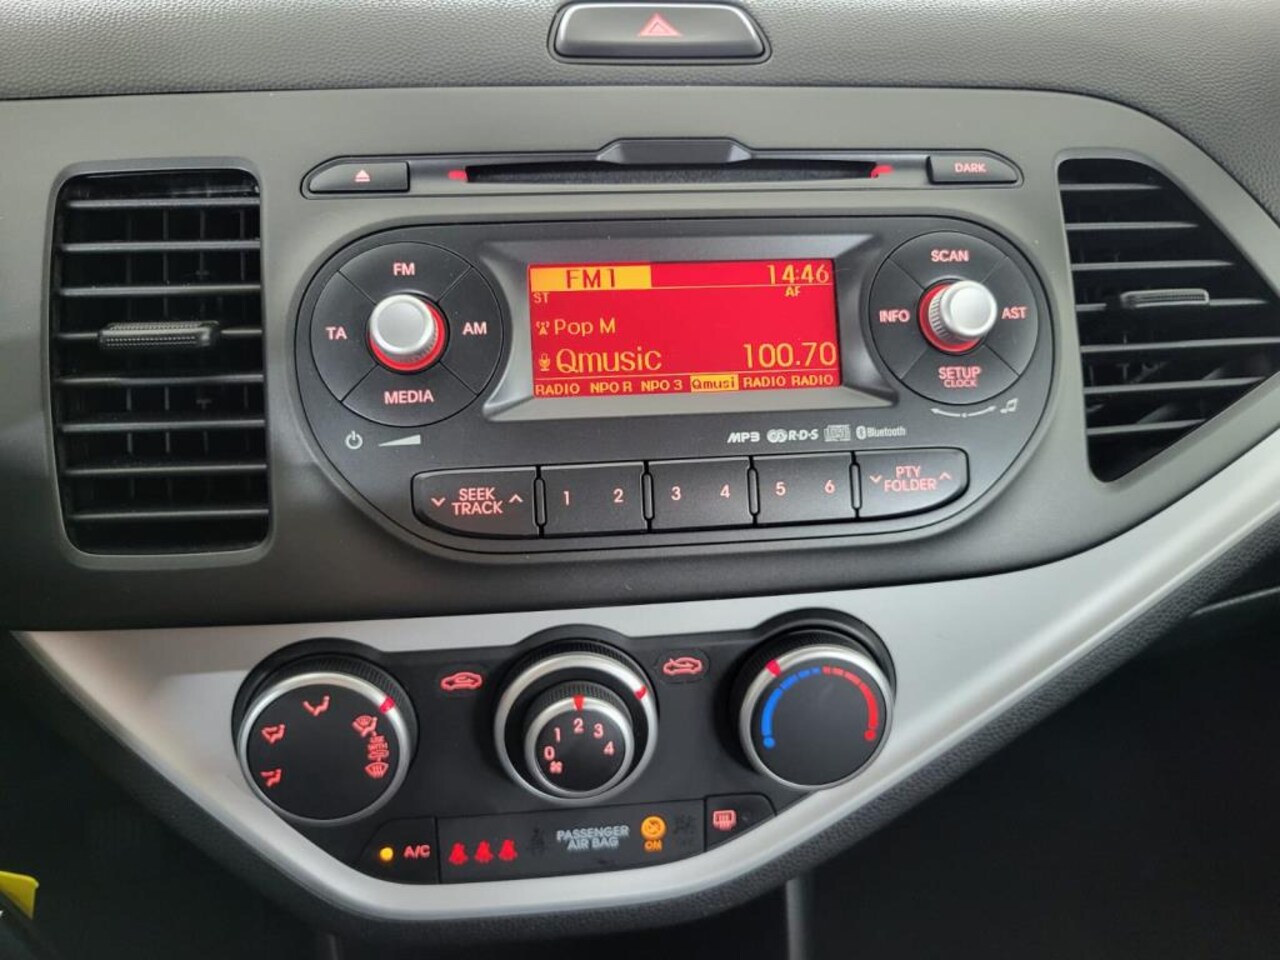 DARK
FM
TA
AM
MEDIA
FM1 14:46
ST AF
Pop M
Qmusic 100.70
RADIO NPO R NPO 3 Qmusi RADIO RADIO
SCAN
INFO
AST
SETUP
CLOCK
MP3 R·D·S Bluetooth
SEEK
TRACK
1 2 3 4 5 6
PTY
FOLDER
0 1 2 3 4
A/C
PASSENGER
AIR BAG
ON